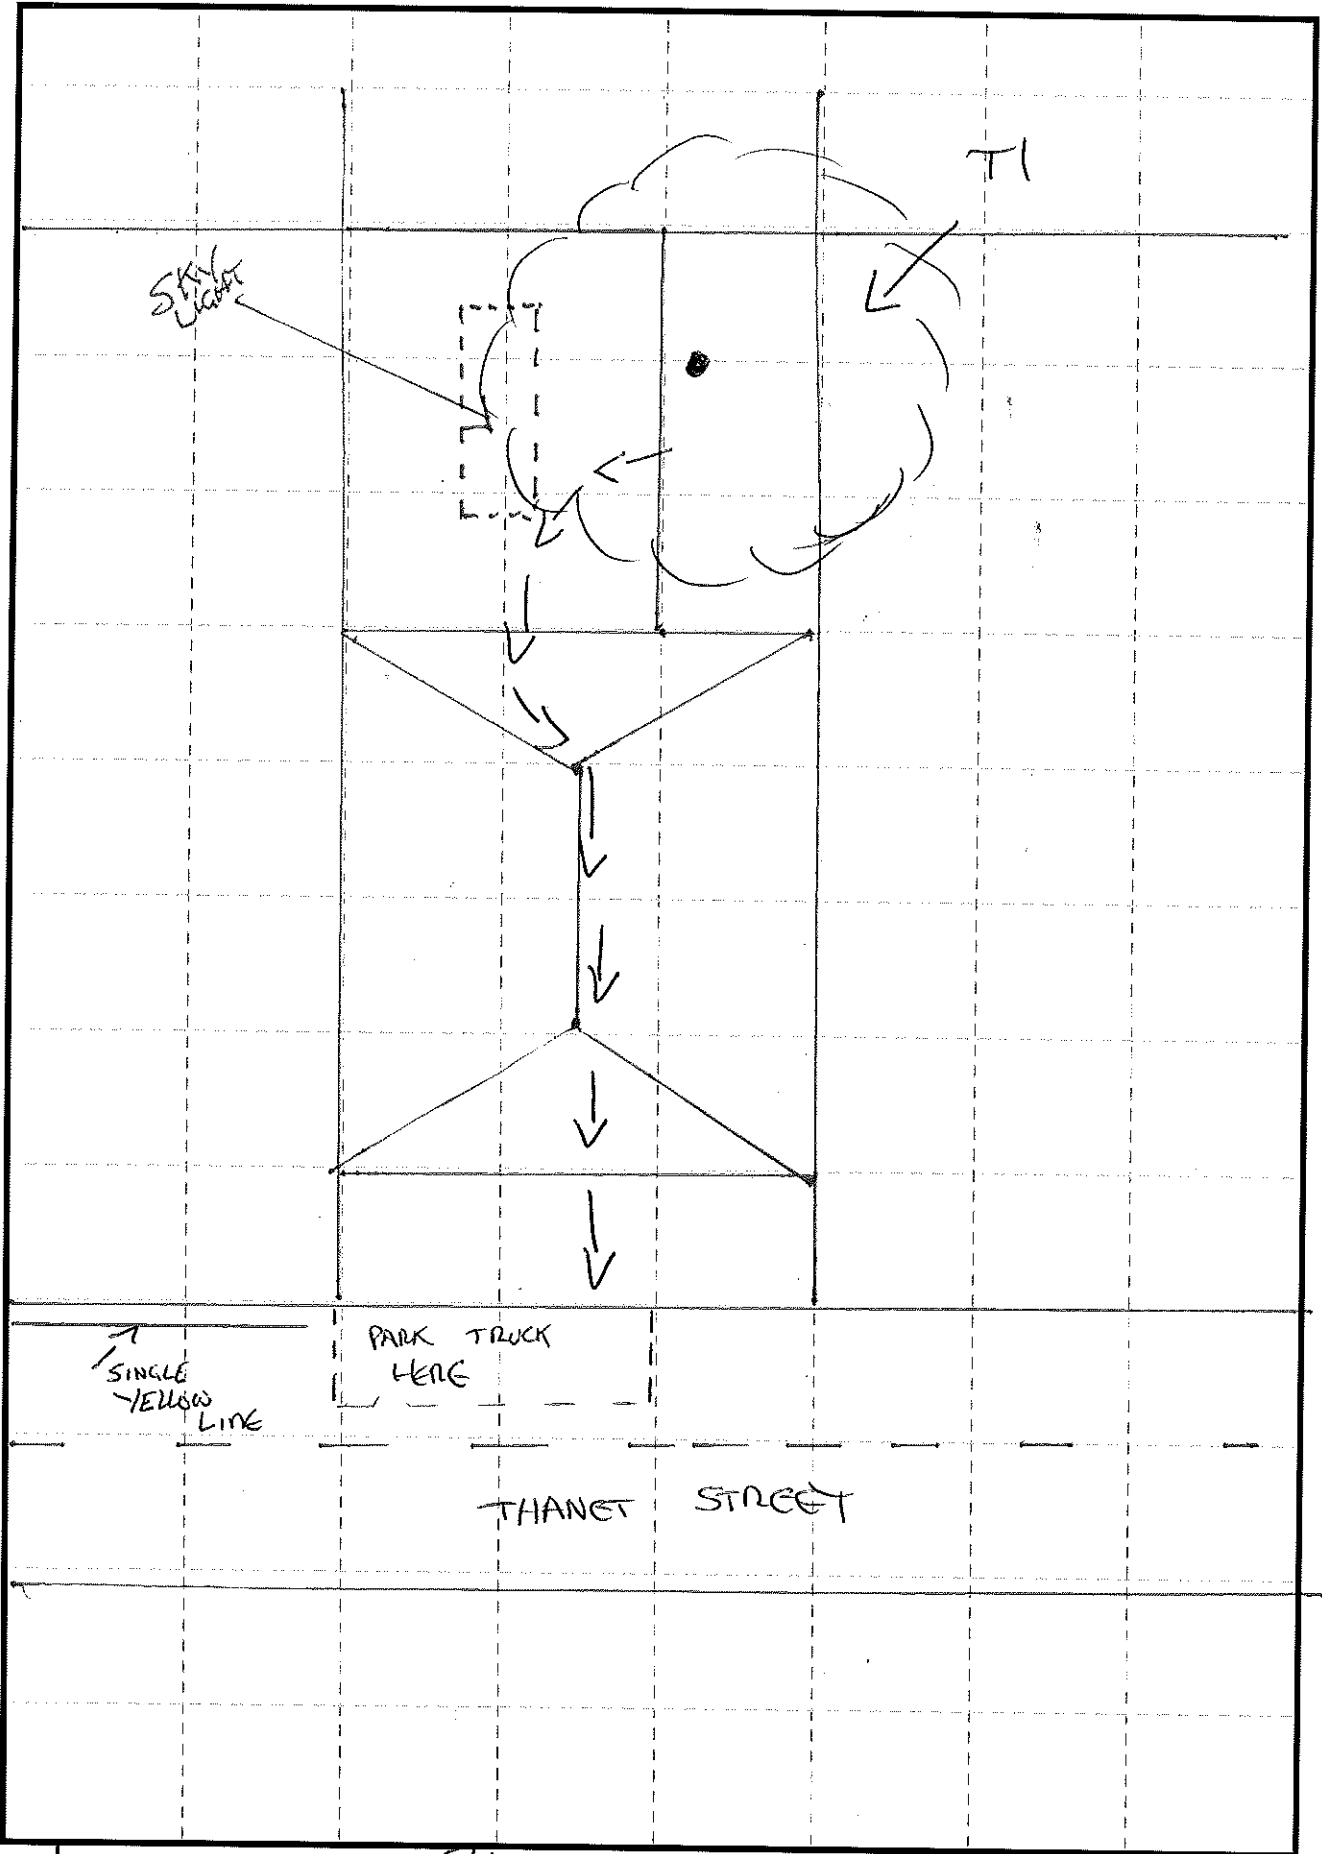 T1
SKY
LIGHT
PARK TRUCK
HERE
SINGLE
YELLOW
LINE
THANET STREET